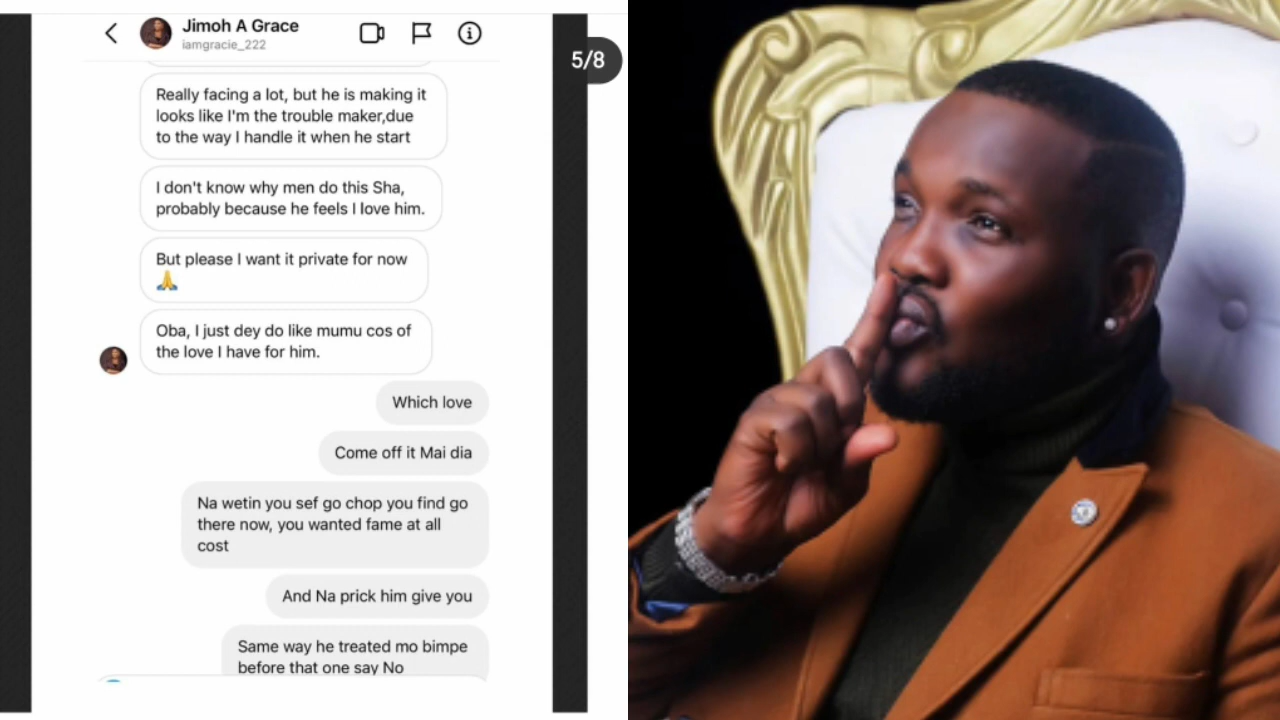 Jimoh A Grace
iamgracie_222
5/8
Really facing a lot, but he is making it
looks like I'm the trouble maker,due
to the way I handle it when he start
I don't know why men do this Sha,
probably because he feels I love him.
But please I want it private for now
🙏
Oba, I just dey do like mumu cos of
the love I have for him.
Which love
Come off it Mai dia
Na wetin you sef go chop you find go
there now, you wanted fame at all
cost
And Na prick him give you
Same way he treated mo bimpe
before that one say No